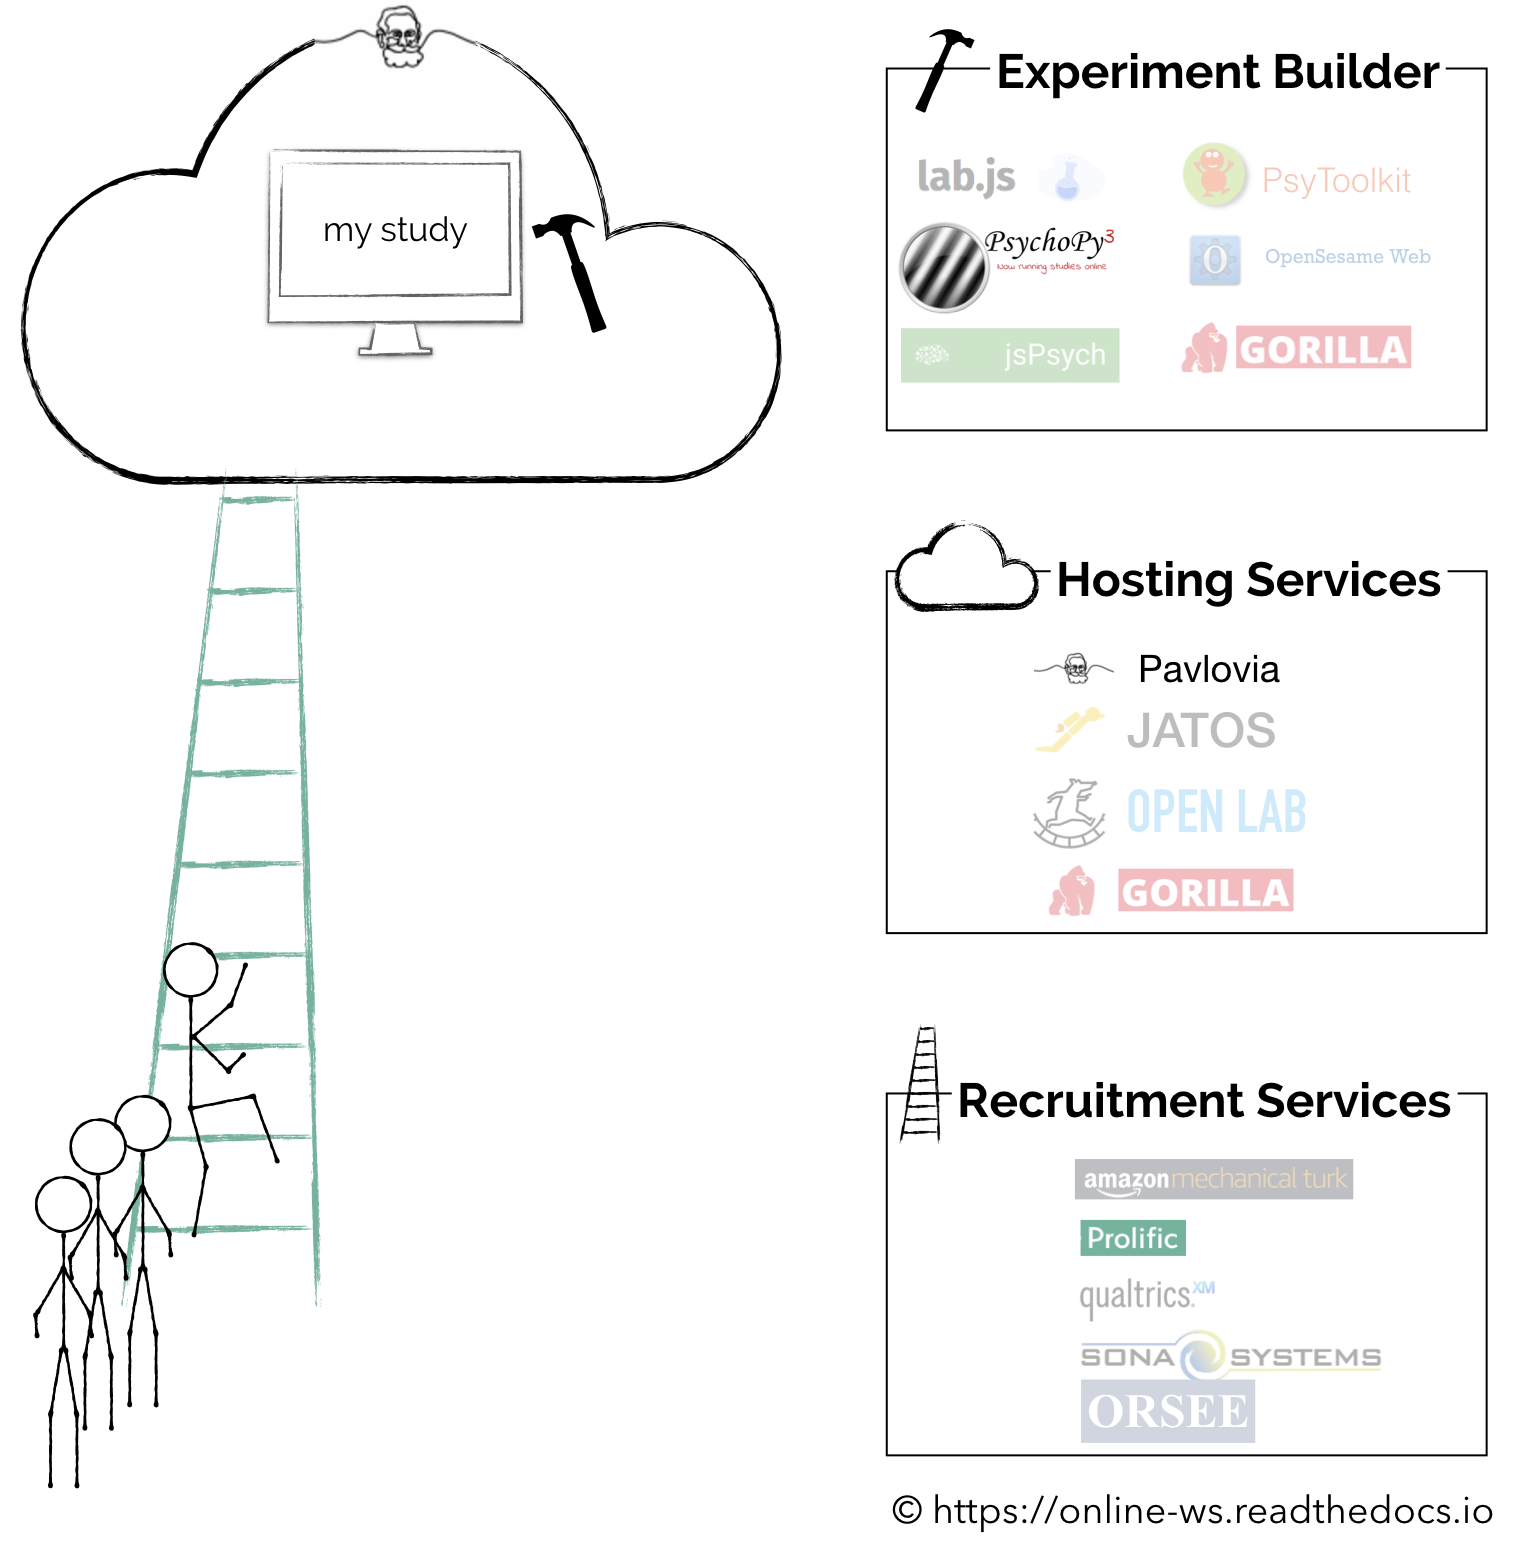 my study
Experiment Builder
lab.js
PsyToolkit
PsychoPy3
Now running studies online
O
OpenSesame Web
jsPsych
GORILLA
Hosting Services
Pavlovia
JATOS
OPEN LAB
GORILLA
Recruitment Services
amazon mechanical turk
Prolific
qualtrics.XM
SONA SYSTEMS
ORSEE
© https://online-ws.readthedocs.io